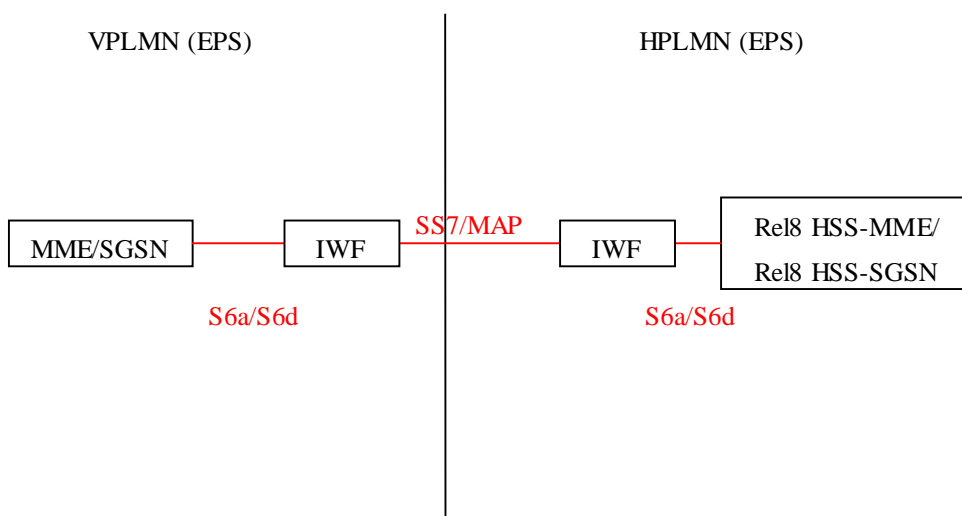 VPLMN (EPS)
HPLMN (EPS)
MME/SGSN
IWF
SS7/MAP
IWF
Rel8 HSS-MME/
Rel8 HSS-SGSN
S6a/S6d
S6a/S6d